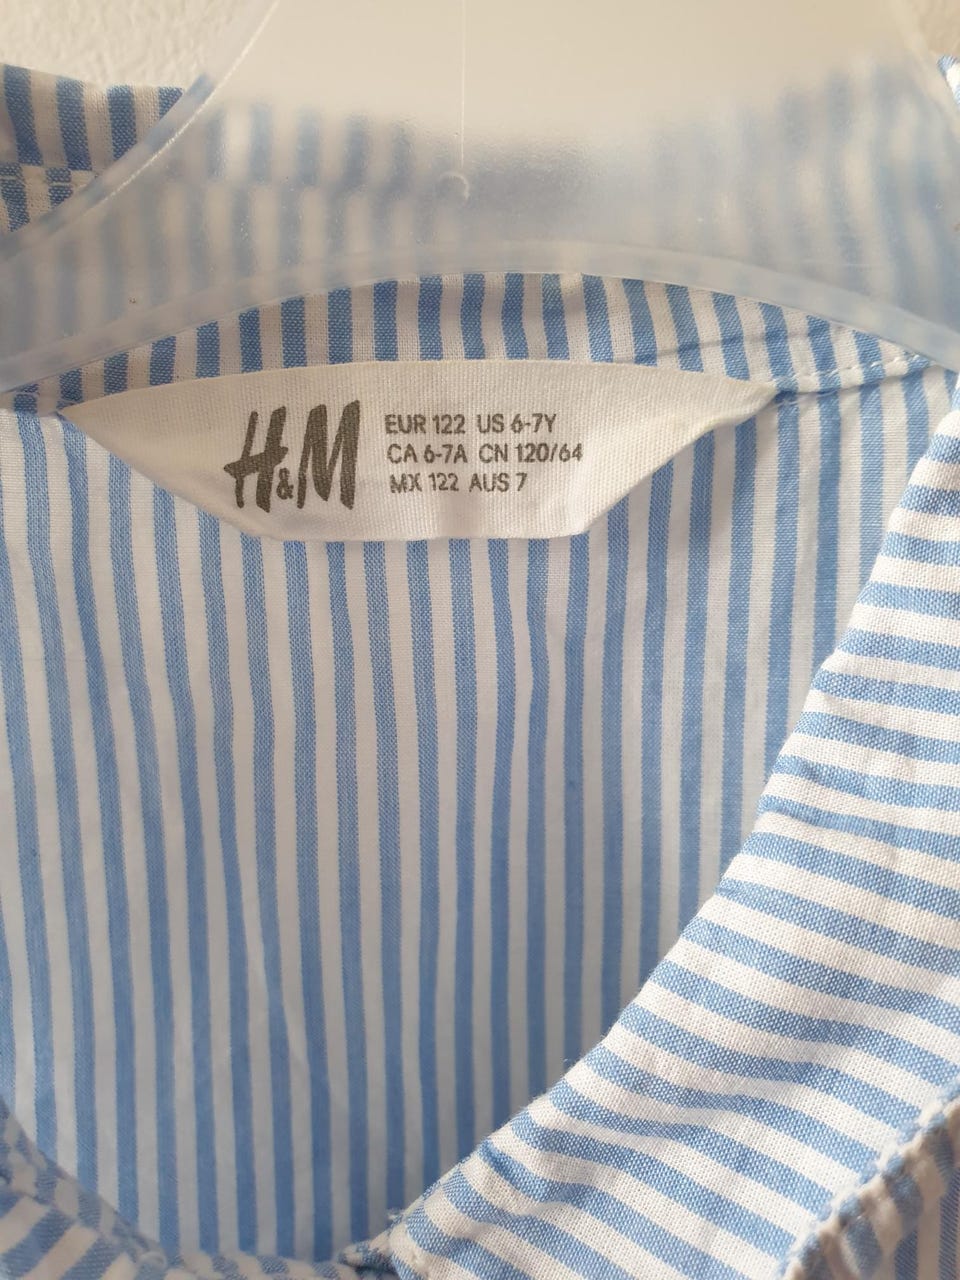 H&M
EUR 122 US 6-7Y
CA 6-7A CN 120/64
MX 122 AUS 7